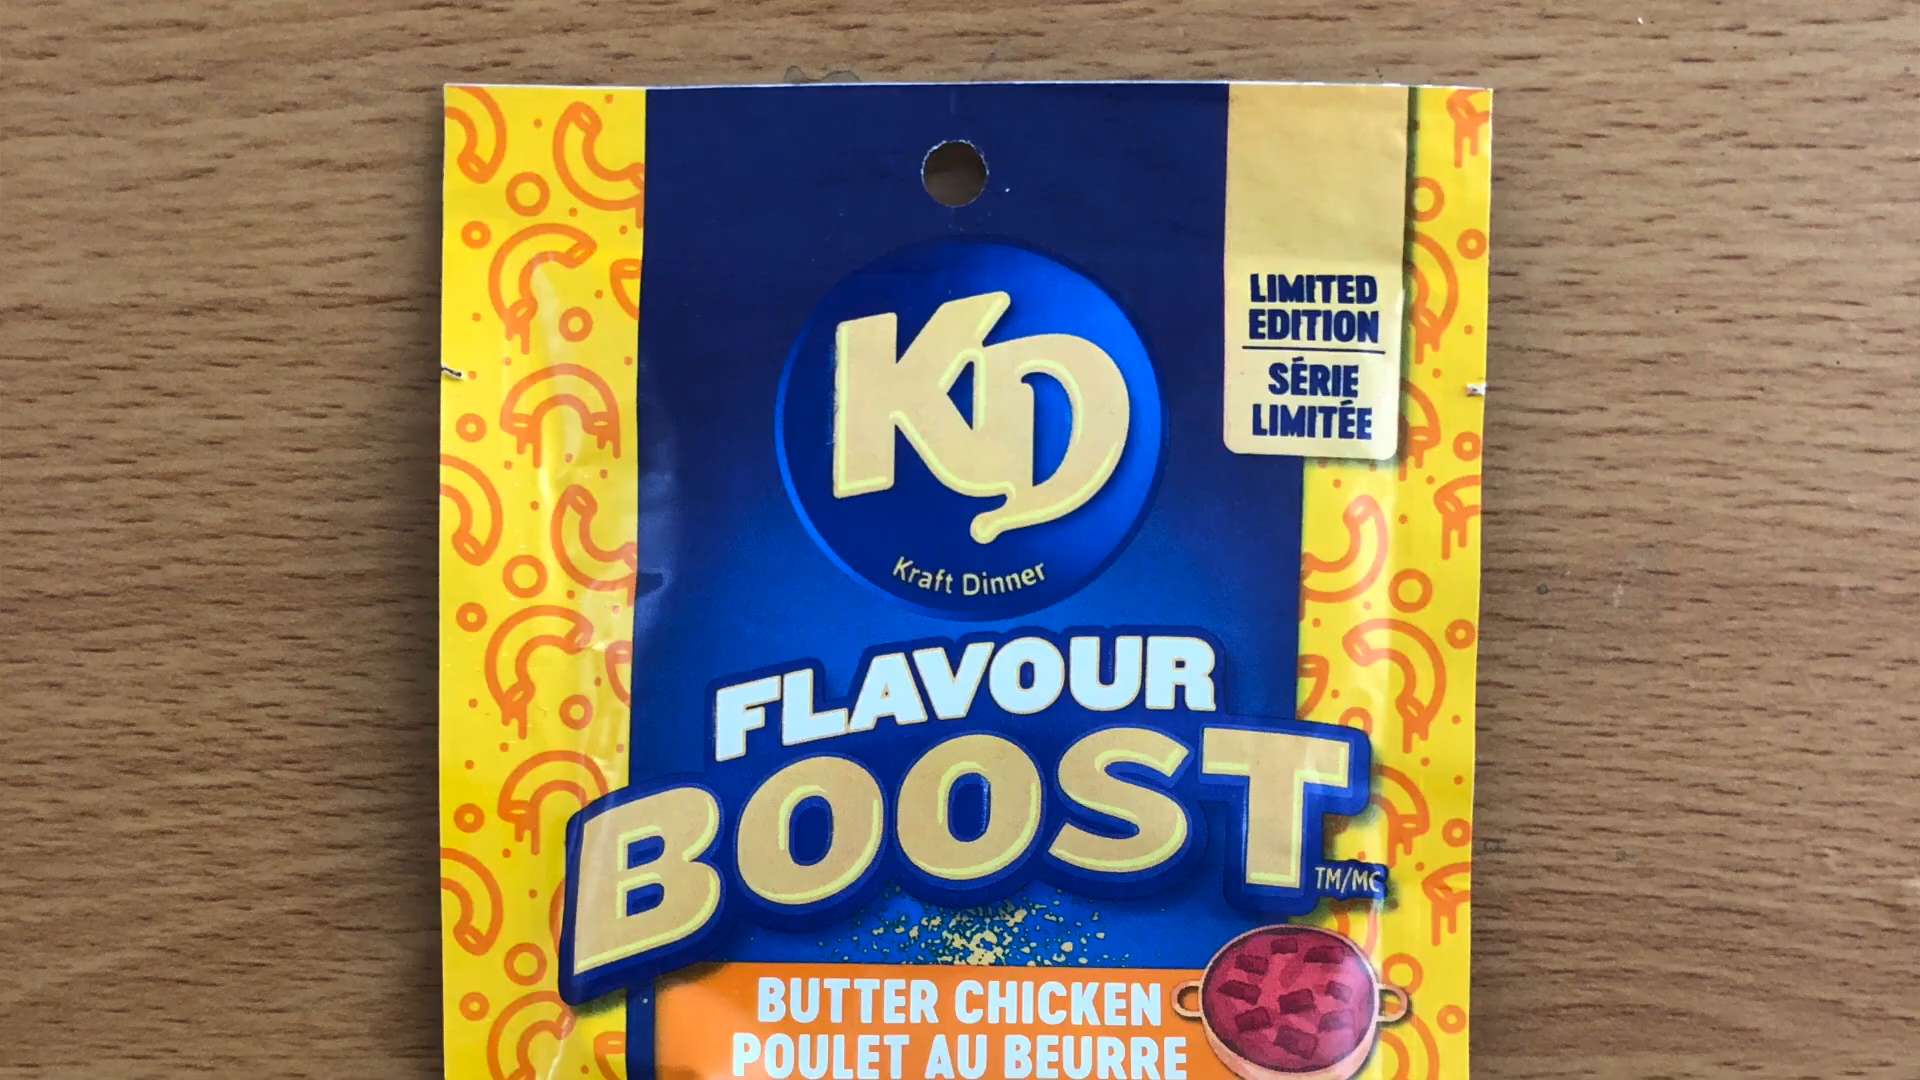 LIMITED
EDITION
SÉRIE
LIMITÉE
KD
Kraft Dinner
FLAVOUR
BOOST
TM/MC
BUTTER CHICKEN
POULET AU BEURRE